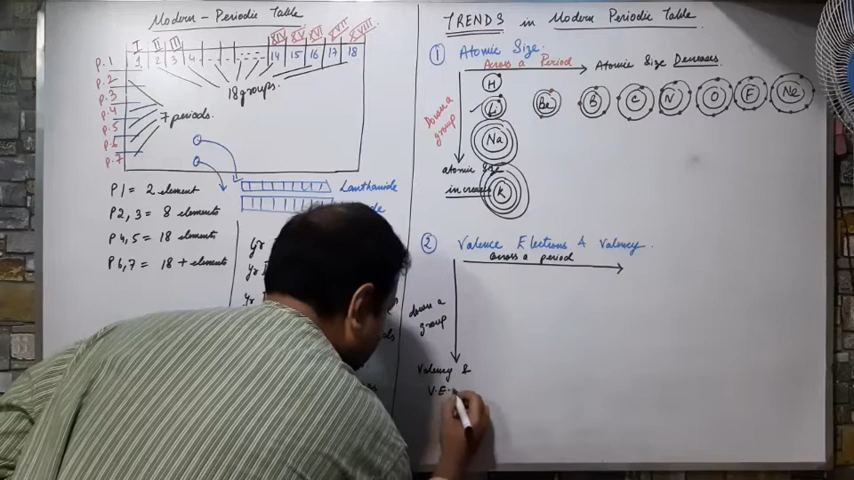 Modern-Periodic Table
I II III XIV XV XVI XVII XVIII
1 2 3 4 14 15 16 17 18
P.1
P.2
P.3
P.4
P.5
P.6
P.7
18 groups.
7 periods.
Lanthanide
P1 = 2 element
P2, 3 = 8 elements
P4, 5 = 18 elements
P6, 7 = 18 + elements
TRENDS in Modern Periodic Table
1 Atomic Size.
Across a Period Atomic Size Decreases
down a
group
H
Li Be B C N O F Ne
Na
K
atomic size
increases
2 Valence Elections & Valency.
Across a period
down a
group
Valency &
V.E.